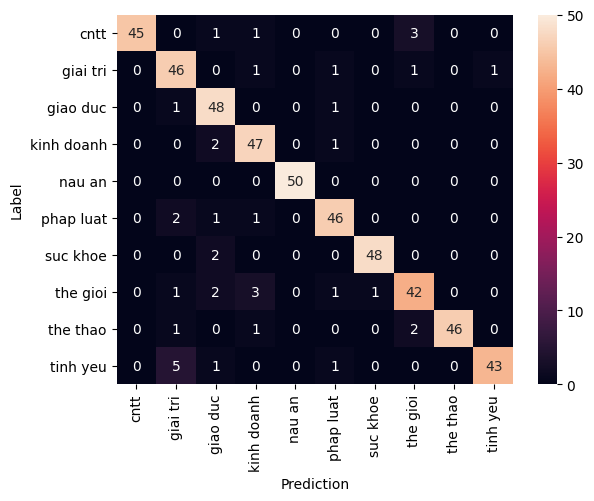 cntt 45 0 1 1 0 0 0 3 0 0
giai tri 0 46 0 1 0 1 0 1 0 1
giao duc 0 1 48 0 0 1 0 0 0 0
kinh doanh 0 0 2 47 0 1 0 0 0 0
nau an 0 0 0 0 50 0 0 0 0 0
phap luat 0 2 1 1 0 46 0 0 0 0
suc khoe 0 0 2 0 0 0 48 0 0 0
the gioi 0 1 2 3 0 1 1 42 0 0
the thao 0 1 0 1 0 0 0 2 46 0
tinh yeu 0 5 1 0 0 1 0 0 0 43
Label
cntt giai tri giao duc kinh doanh nau an phap luat suc khoe the gioi the thao tinh yeu
Prediction
50
40
30
20
10
0